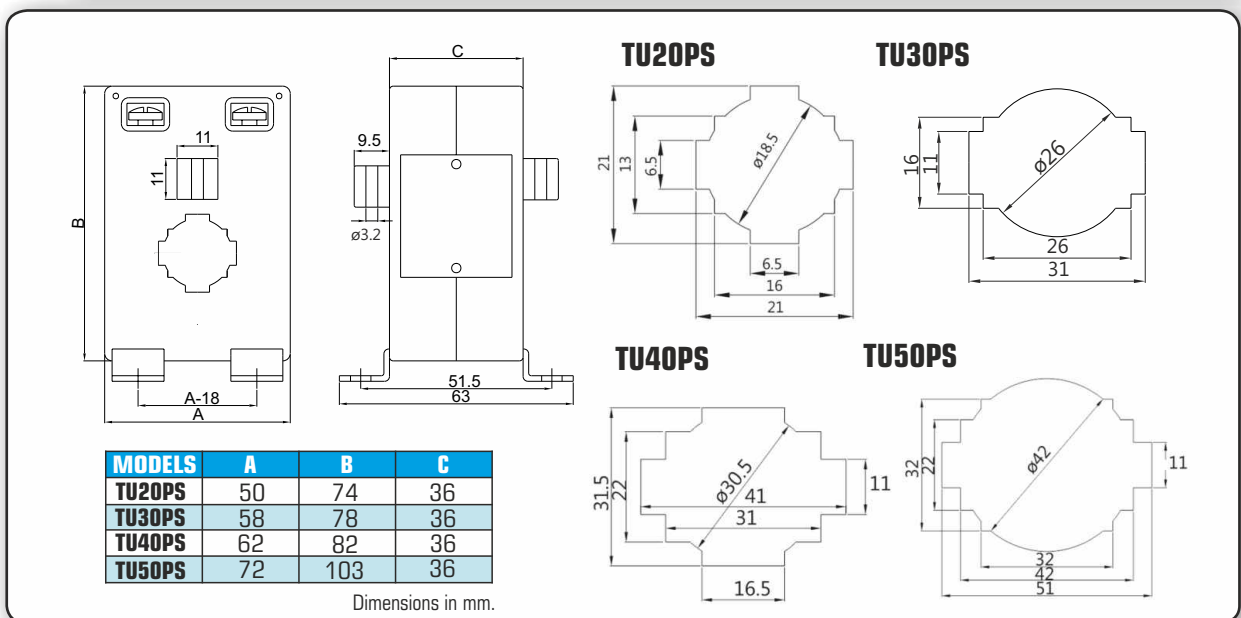 C
9.5
11
11
B
ø3.2
A-18
A
51.5
63
TU20PS
21
13
6.5
ø18.5
6.5
16
21
TU30PS
16
11
ø26
26
31
TU40PS
31.5
22
ø30.5
41
31
11
16.5
TU50PS
32
22
ø42
11
32
42
51
MODELS A B C
TU20PS 50 74 36
TU30PS 58 78 36
TU40PS 62 82 36
TU50PS 72 103 36
Dimensions in mm.